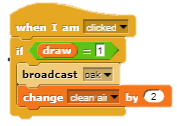 when I am clicked
if draw = 1
broadcast oak
change clean air by 2